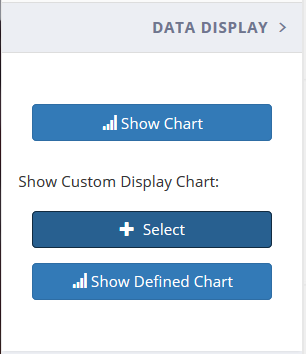 DATA DISPLAY >
Show Chart
Show Custom Display Chart:
Select
Show Defined Chart